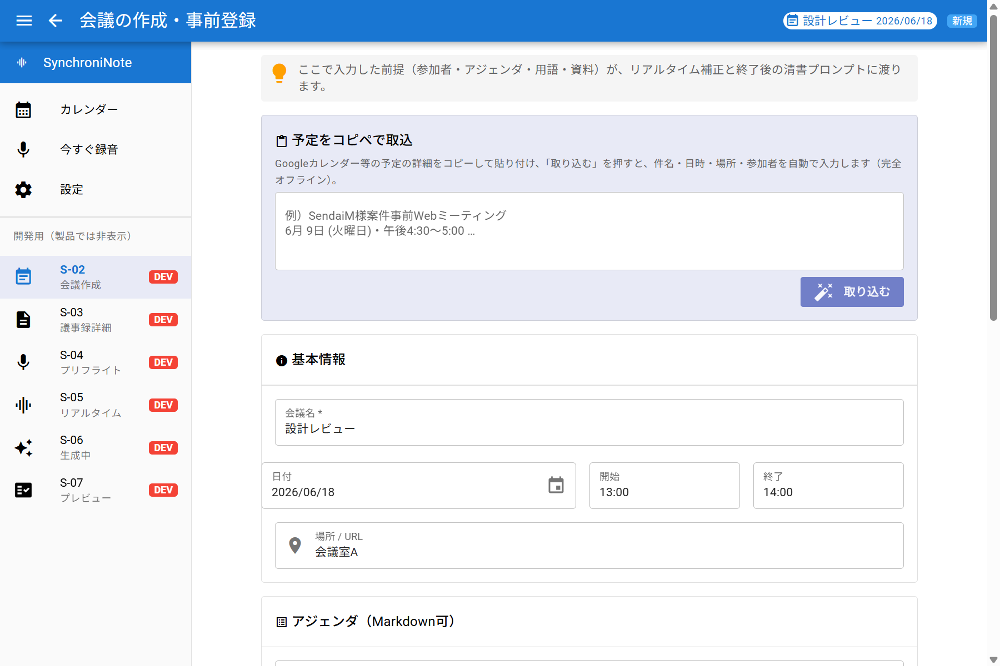 会議の作成・事前登録
設計レビュー 2026/06/18
新規
SynchroniNote
カレンダー
今すぐ録音
設定
開発用（製品では非表示）
S-02
会議作成
DEV
S-03
議事録詳細
DEV
S-04
プリフライト
DEV
S-05
リアルタイム
DEV
S-06
生成中
DEV
S-07
プレビュー
DEV
ここで入力した前提（参加者・アジェンダ・用語・資料）が、リアルタイム補正と終了後の清書プロンプトに渡り
ます。
予定をコピペで取込
Googleカレンダー等の予定の詳細をコピーして貼り付け、「取り込む」を押すと、件名・日時・場所・参加者を自動で入力します（完全
オフライン）。
例）SendaiM様案件事前Webミーティング
6月 9日 (火曜日)・午後4:30～5:00 ...
取り込む
基本情報
会議名 *
設計レビュー
日付
2026/06/18
開始
13:00
終了
14:00
場所 / URL
会議室A
アジェンダ（Markdown可）